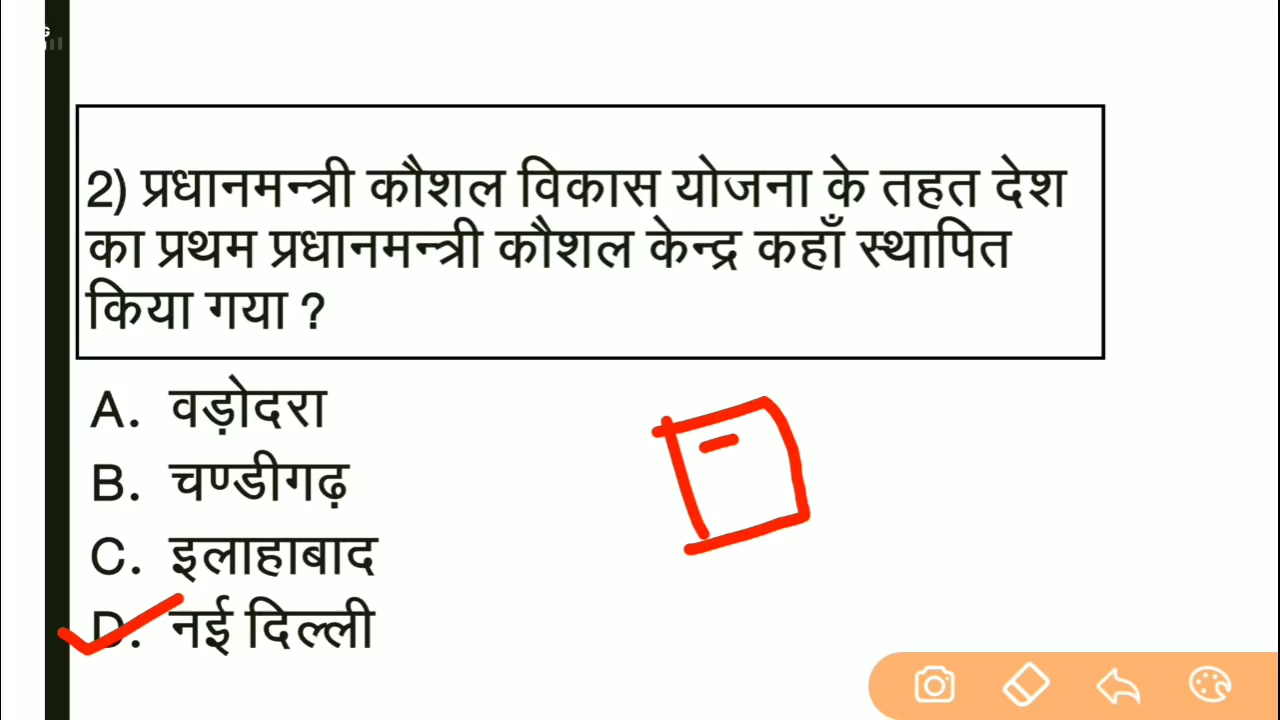 2) प्रधानमन्त्री कौशल विकास योजना के तहत देश
का प्रथम प्रधानमन्त्री कौशल केन्द्र कहाँ स्थापित
किया गया ?
A. वड़ोदरा
B. चण्डीगढ़
C. इलाहाबाद
D. नई दिल्ली